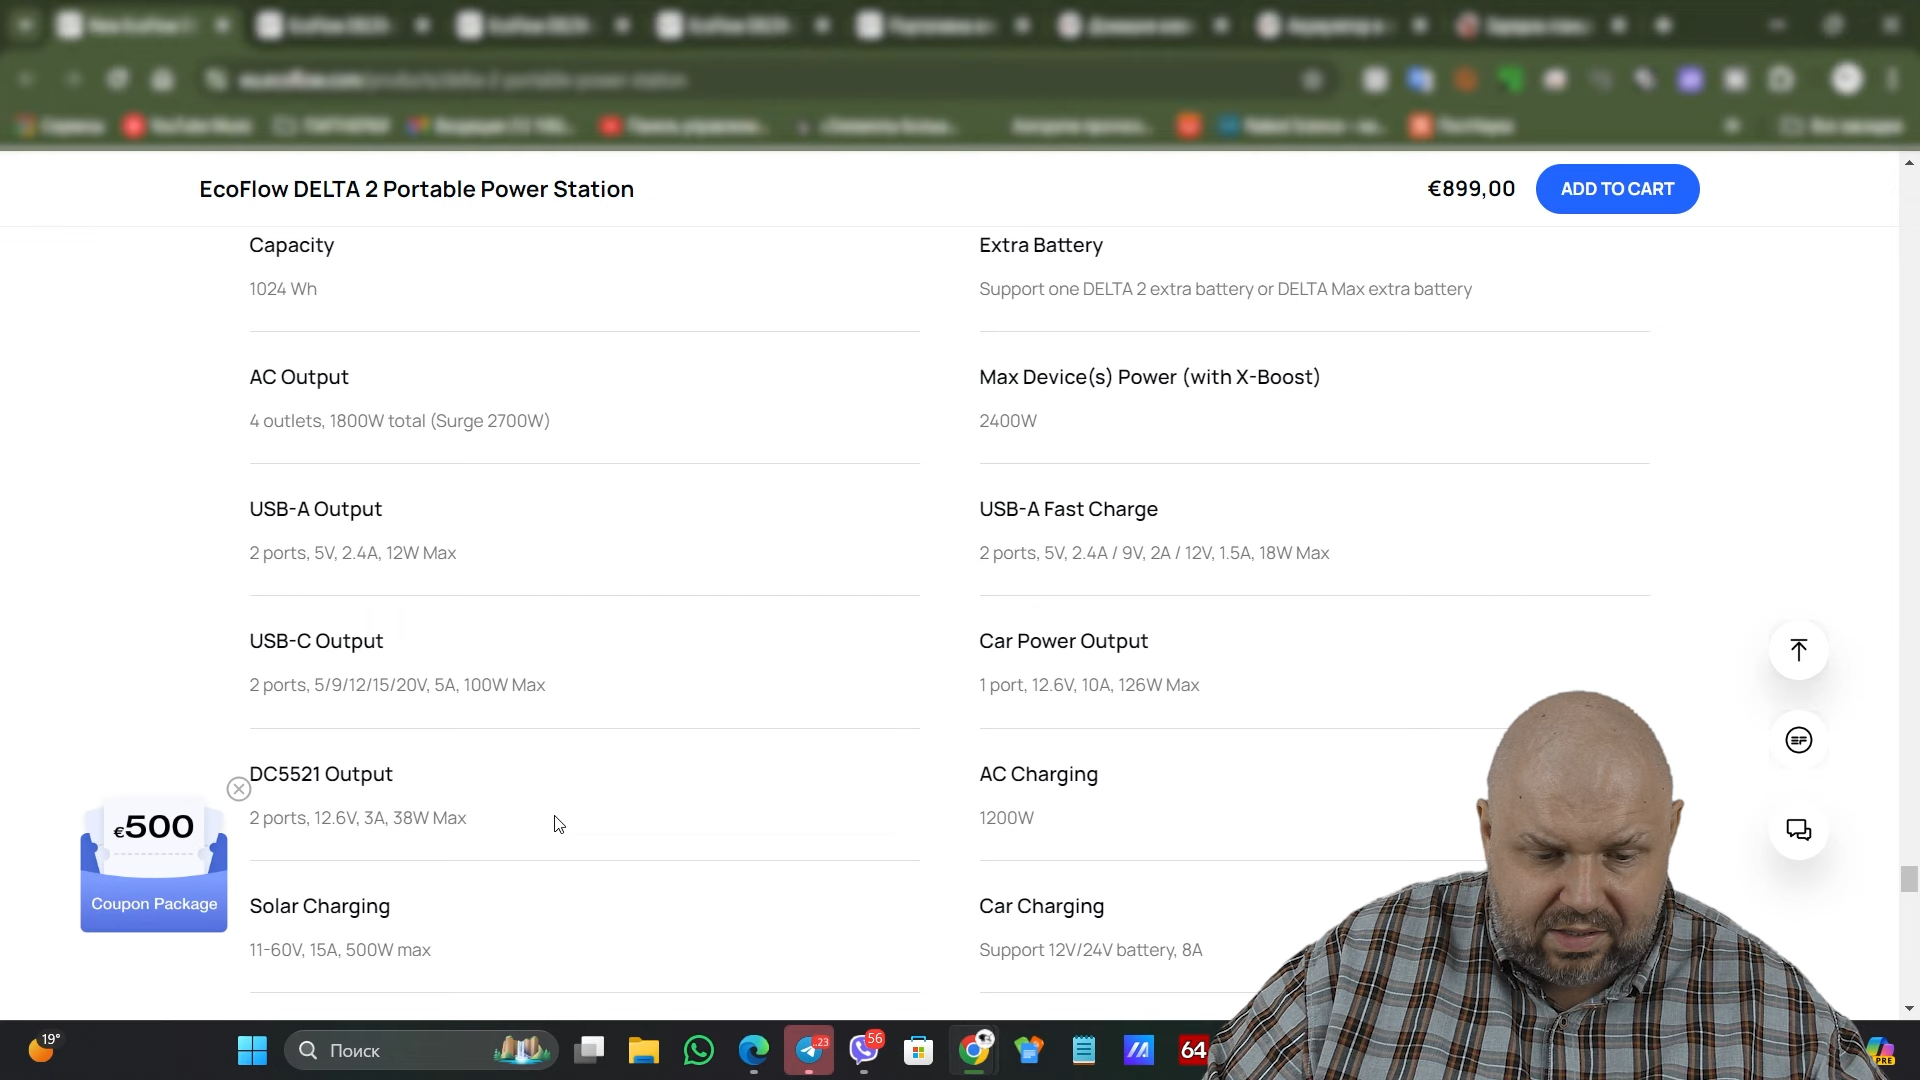 EcoFlow DELTA 2 Portable Power Station
€899,00
ADD TO CART
Capacity
1024 Wh
Extra Battery
Support one DELTA 2 extra battery or DELTA Max extra battery
AC Output
4 outlets, 1800W total (Surge 2700W)
Max Device(s) Power (with X-Boost)
2400W
USB-A Output
2 ports, 5V, 2.4A, 12W Max
USB-A Fast Charge
2 ports, 5V, 2.4A / 9V, 2A / 12V, 1.5A, 18W Max
USB-C Output
2 ports, 5/9/12/15/20V, 5A, 100W Max
Car Power Output
1 port, 12.6V, 10A, 126W Max
DC5521 Output
2 ports, 12.6V, 3A, 38W Max
AC Charging
1200W
€500
Coupon Package
Solar Charging
11-60V, 15A, 500W max
Car Charging
Support 12V/24V battery, 8A
19°
Поиск
..23
56
64
PRE